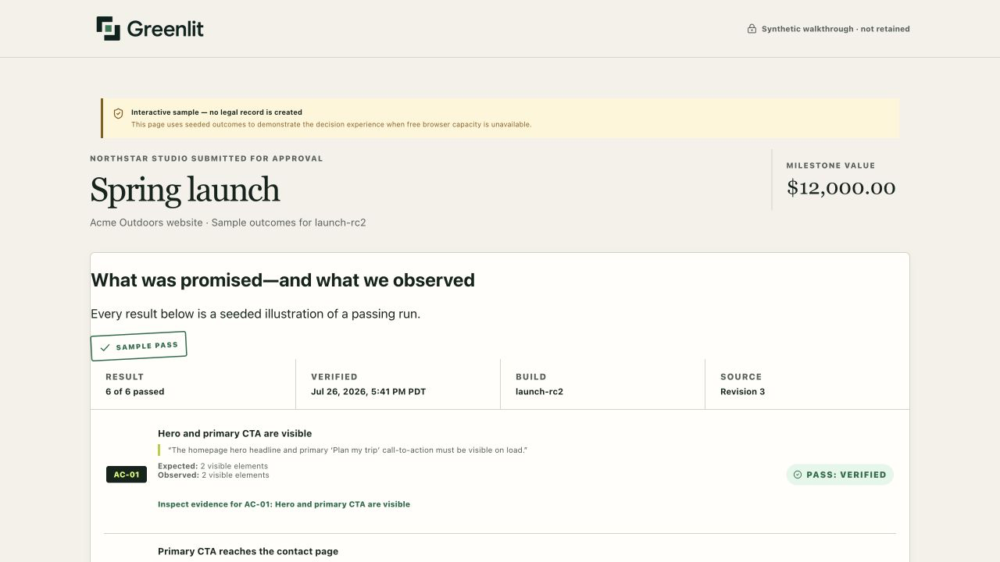 Greenlit
Synthetic walkthrough · not retained
Interactive sample — no legal record is created
This page uses seeded outcomes to demonstrate the decision experience when free browser capacity is unavailable.
NORTHSTAR STUDIO SUBMITTED FOR APPROVAL
Spring launch
Acme Outdoors website · Sample outcomes for launch-rc2
MILESTONE VALUE
$12,000.00
What was promised—and what we observed
Every result below is a seeded illustration of a passing run.
SAMPLE PASS
RESULT
6 of 6 passed
VERIFIED
Jul 26, 2026, 5:41 PM PDT
BUILD
launch-rc2
SOURCE
Revision 3
AC-01
Hero and primary CTA are visible
“The homepage hero headline and primary ‘Plan my trip’ call-to-action must be visible on load.”
Expected: 2 visible elements
Observed: 2 visible elements
Inspect evidence for AC-01: Hero and primary CTA are visible
PASS: VERIFIED
Primary CTA reaches the contact page